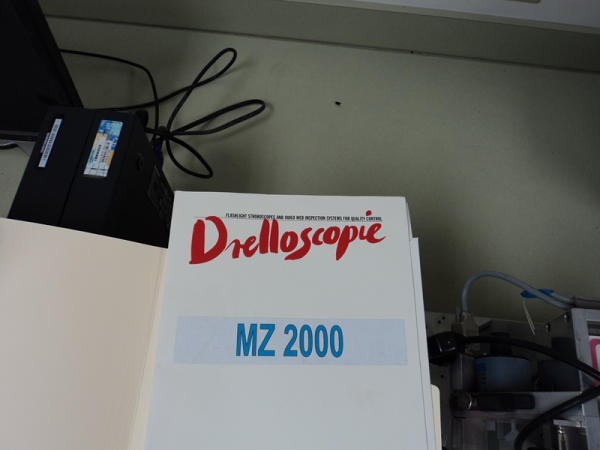 FLASHLIGHT STROBOSCOPES AND VIDEO WEB INSPECTION SYSTEMS FOR QUALITY CONTROL
Drelloscopie
MZ 2000